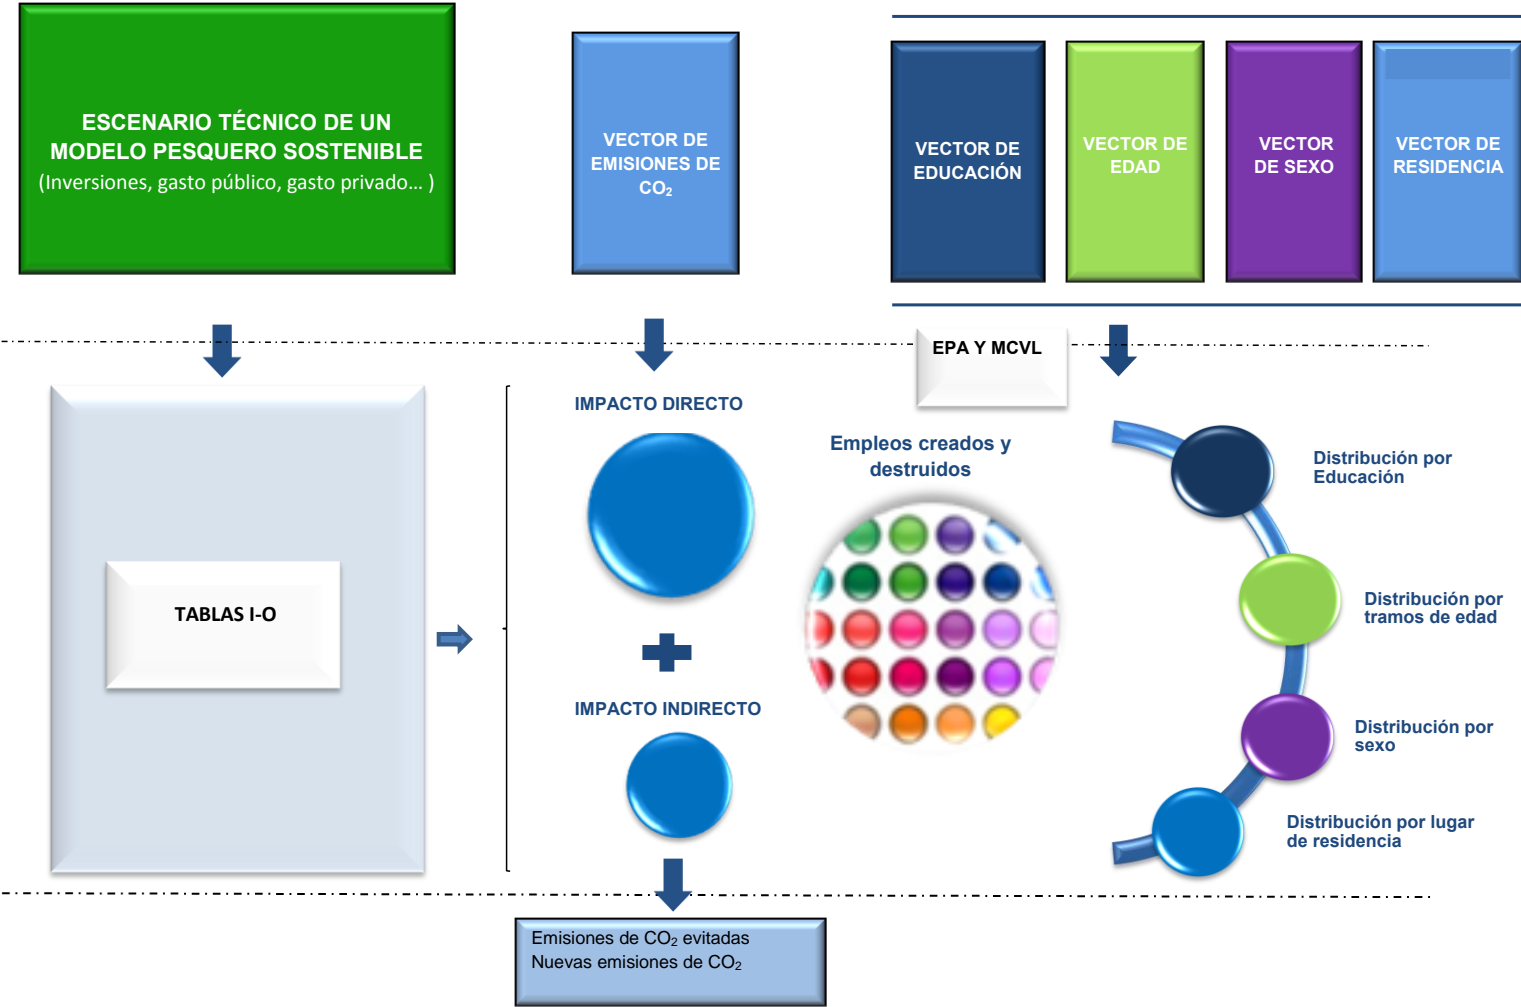 ESCENARIO TÉCNICO DE UN
MODELO PESQUERO SOSTENIBLE
(Inversiones, gasto público, gasto privado... )
VECTOR DE
EMISIONES DE
CO₂
VECTOR DE
EDUCACIÓN
VECTOR DE
EDAD
VECTOR
DE SEXO
VECTOR DE
RESIDENCIA
EPA Y MCVL
TABLAS I-O
IMPACTO DIRECTO
IMPACTO INDIRECTO
Empleos creados y
destruidos
Distribución por
Educación
Distribución por
tramos de edad
Distribución por
sexo
Distribución por lugar
de residencia
Emisiones de CO₂ evitadas
Nuevas emisiones de CO₂